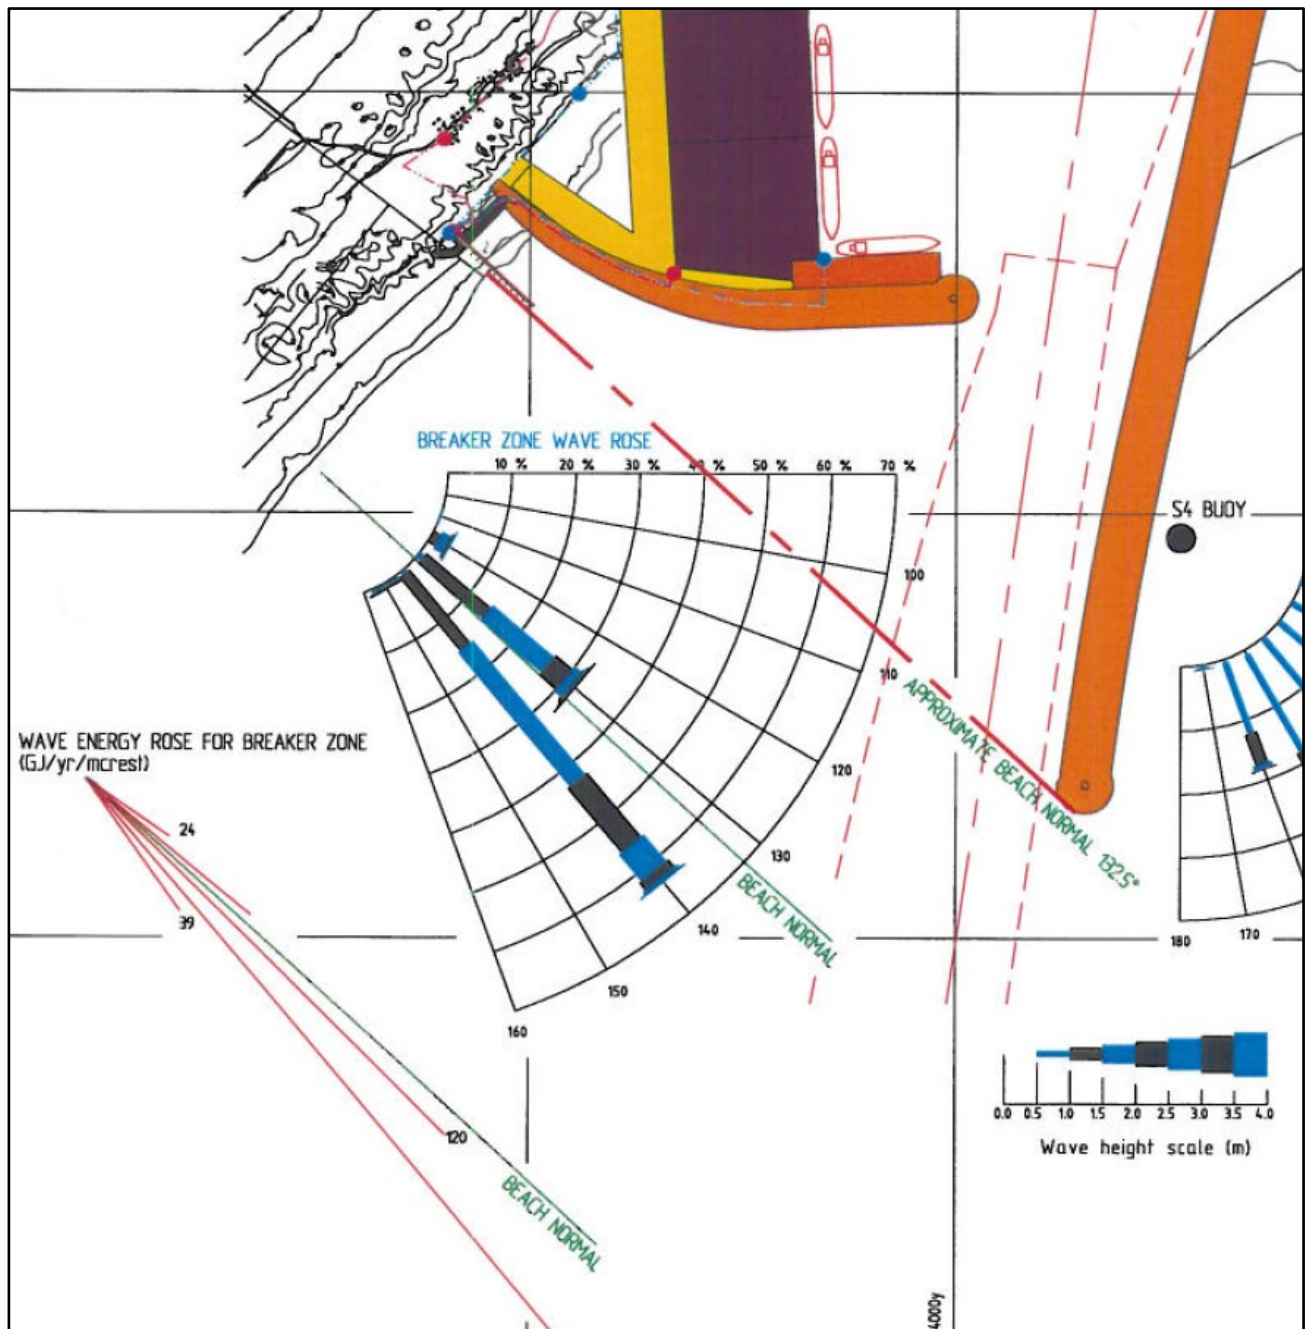 BREAKER ZONE WAVE ROSE
10 % 20 % 30 % 40 % 50 % 60 % 70 %
S4 BUOY
100
110
APPROXIMATE BEACH NORMAL 132.5°
120
130
140
150
160
BEACH NORMAL
WAVE ENERGY ROSE FOR BREAKER ZONE
(GJ/yr/mcrest)
24
39
120
BEACH NORMAL
180 170
0.0 0.5 1.0 1.5 2.0 2.5 3.0 3.5 4.0
Wave height scale (m)
4000y